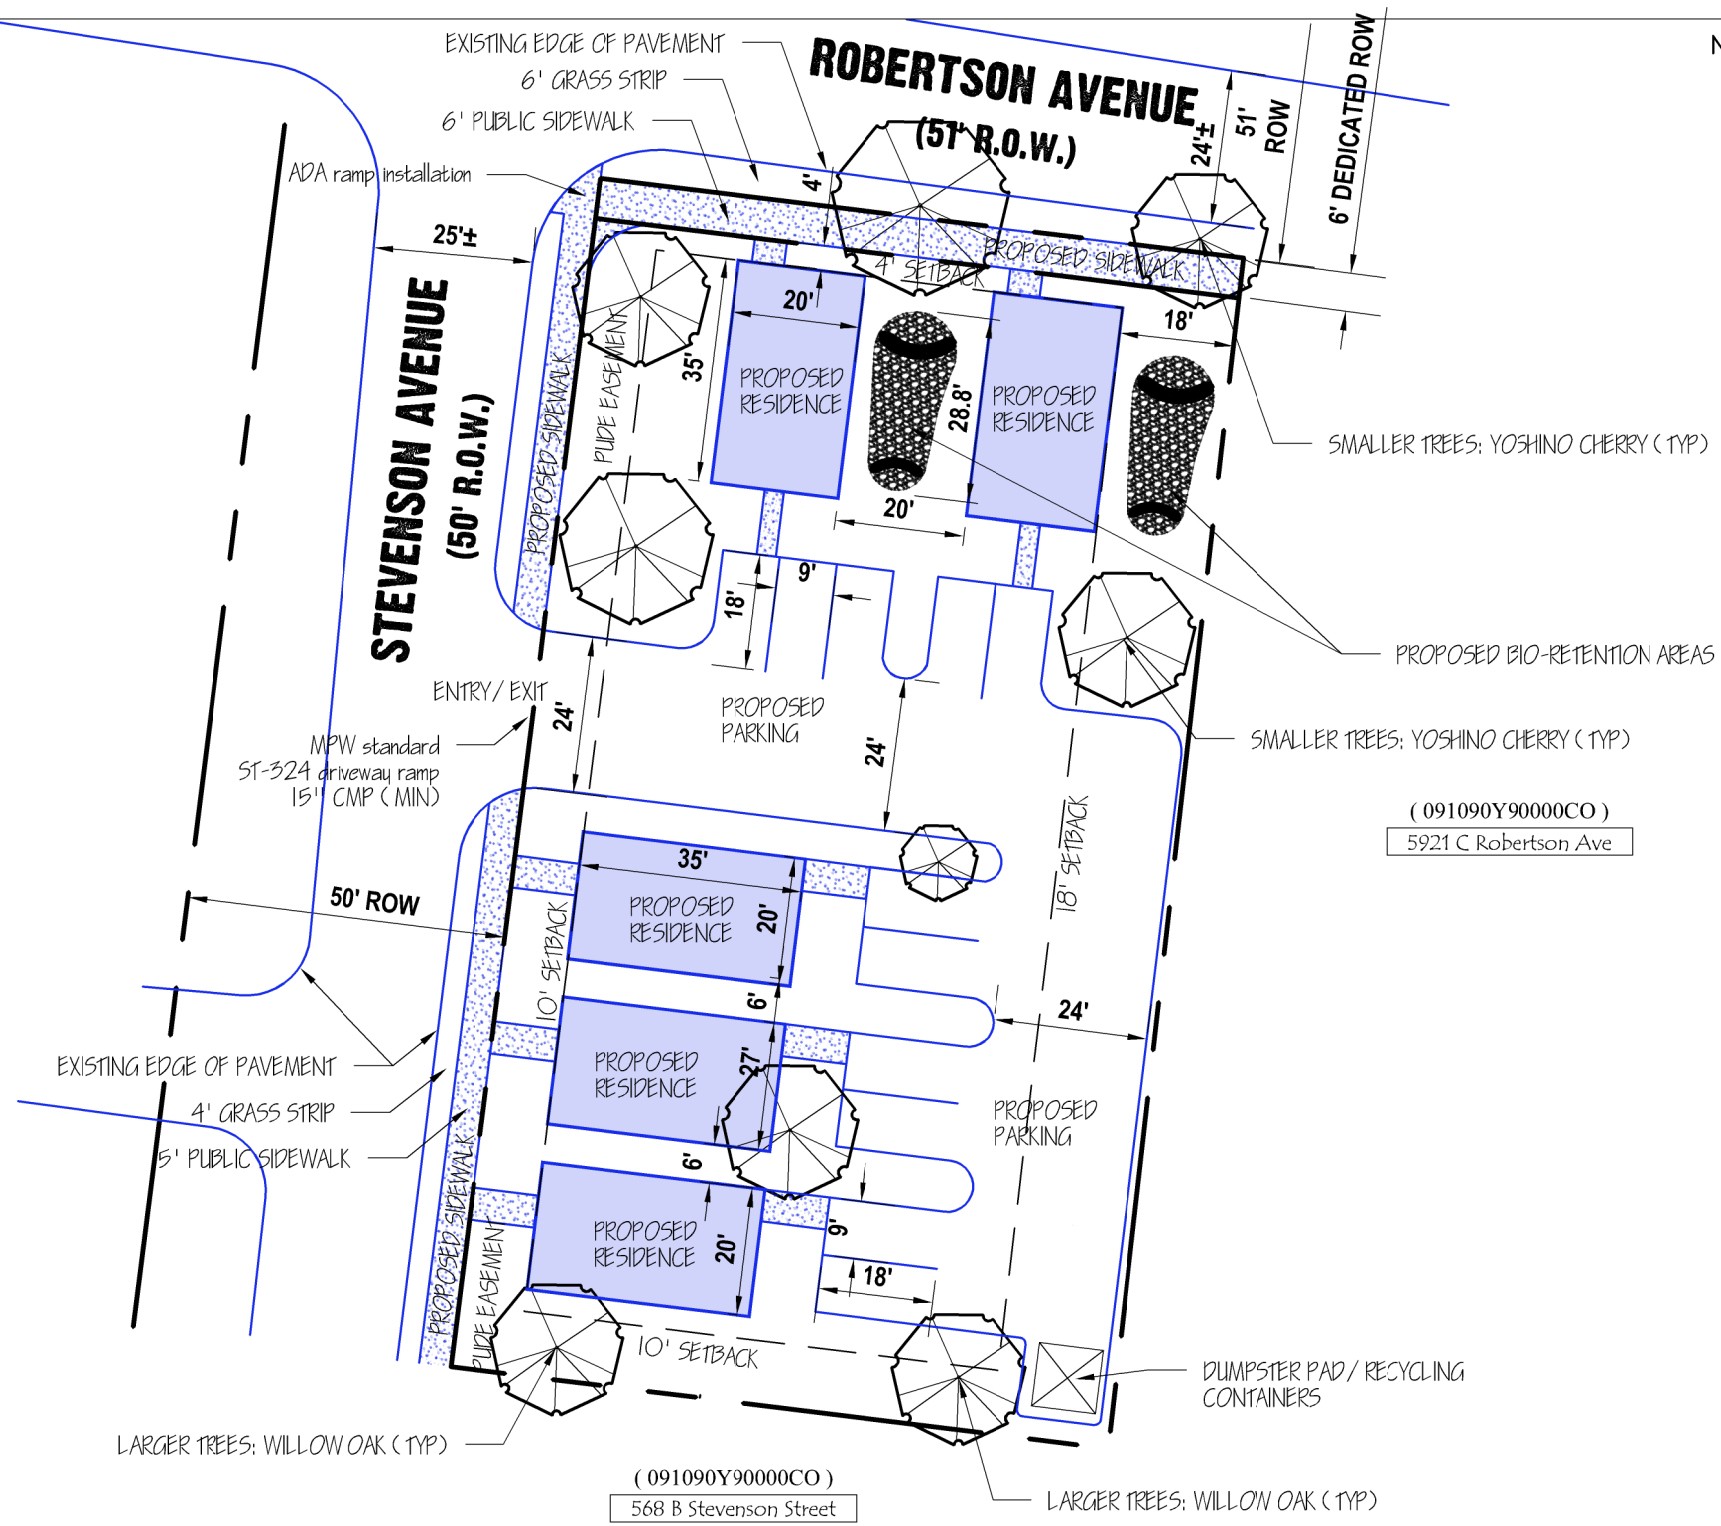 N
EXISTING EDGE OF PAVEMENT
6' GRASS STRIP
6' PUBLIC SIDEWALK
ADA ramp installation
ROBERTSON AVENUE
(51' R.O.W.)
24'±
51'
ROW
6' DEDICATED ROW
4'
25'±
STEVENSON AVENUE
(50' R.O.W.)
PROPOSED SIDEWALK
4' SETBACK
PROPOSED SIDEWALK
PUDE EASEMENT
20'
35'
PROPOSED
RESIDENCE
28.8'
PROPOSED
RESIDENCE
18'
20'
SMALLER TREES: YOSHINO CHERRY (TYP)
9'
18'
PROPOSED BIO-RETENTION AREAS
ENTRY/ EXIT
24'
PROPOSED
PARKING
24'
SMALLER TREES: YOSHINO CHERRY (TYP)
MPW standard
ST-324 driveway ramp
15" CMP (MIN)
( 091090Y90000CO )
5921 C Robertson Ave
18' SETBACK
35'
PROPOSED
RESIDENCE
20'
50' ROW
10' SETBACK
6'
24'
PROPOSED
RESIDENCE
27'
EXISTING EDGE OF PAVEMENT
4' GRASS STRIP
5' PUBLIC SIDEWALK
PROPOSED
PARKING
6'
PROPOSED SIDEWALK
PUDE EASEMENT
PROPOSED
RESIDENCE
20'
9'
18'
10' SETBACK
DUMPSTER PAD/ RECYCLING
CONTAINERS
LARGER TREES: WILLOW OAK (TYP)
( 091090Y90000CO )
568 B Stevenson Street
LARGER TREES: WILLOW OAK (TYP)